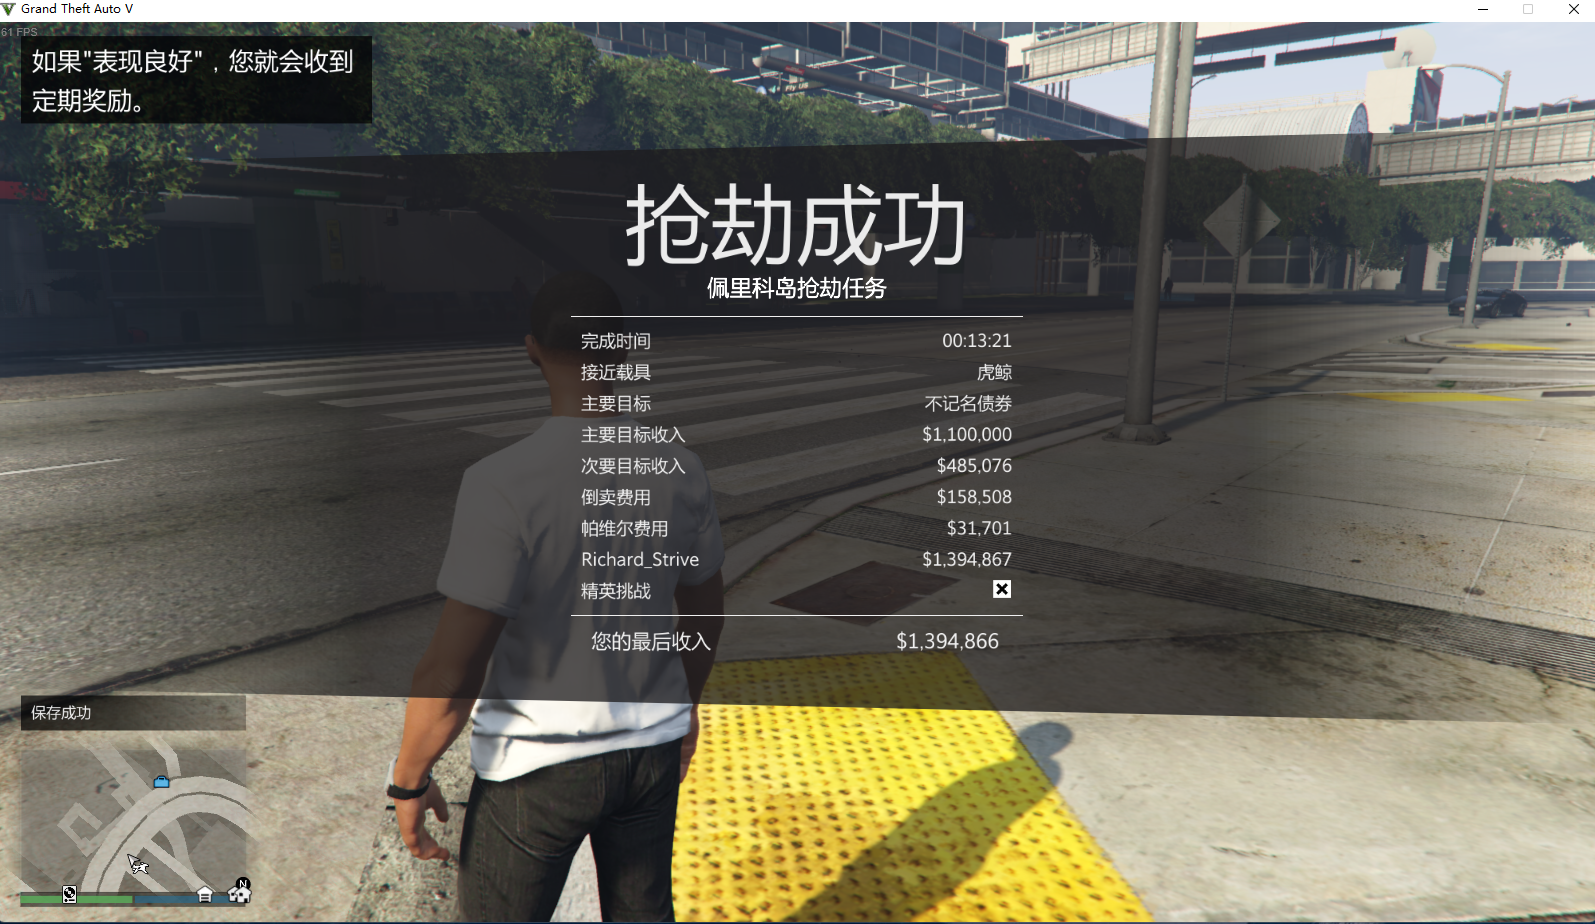 Grand Theft Auto V
61 FPS
如果"表现良好"，您就会收到
定期奖励。
Fly US
抢劫成功
佩里科岛抢劫任务
完成时间 00:13:21
接近载具 虎鲸
主要目标 不记名债券
主要目标收入 $1,100,000
次要目标收入 $485,076
倒卖费用 $158,508
帕维尔费用 $31,701
Richard_Strive $1,394,867
精英挑战
您的最后收入 $1,394,866
保存成功
N